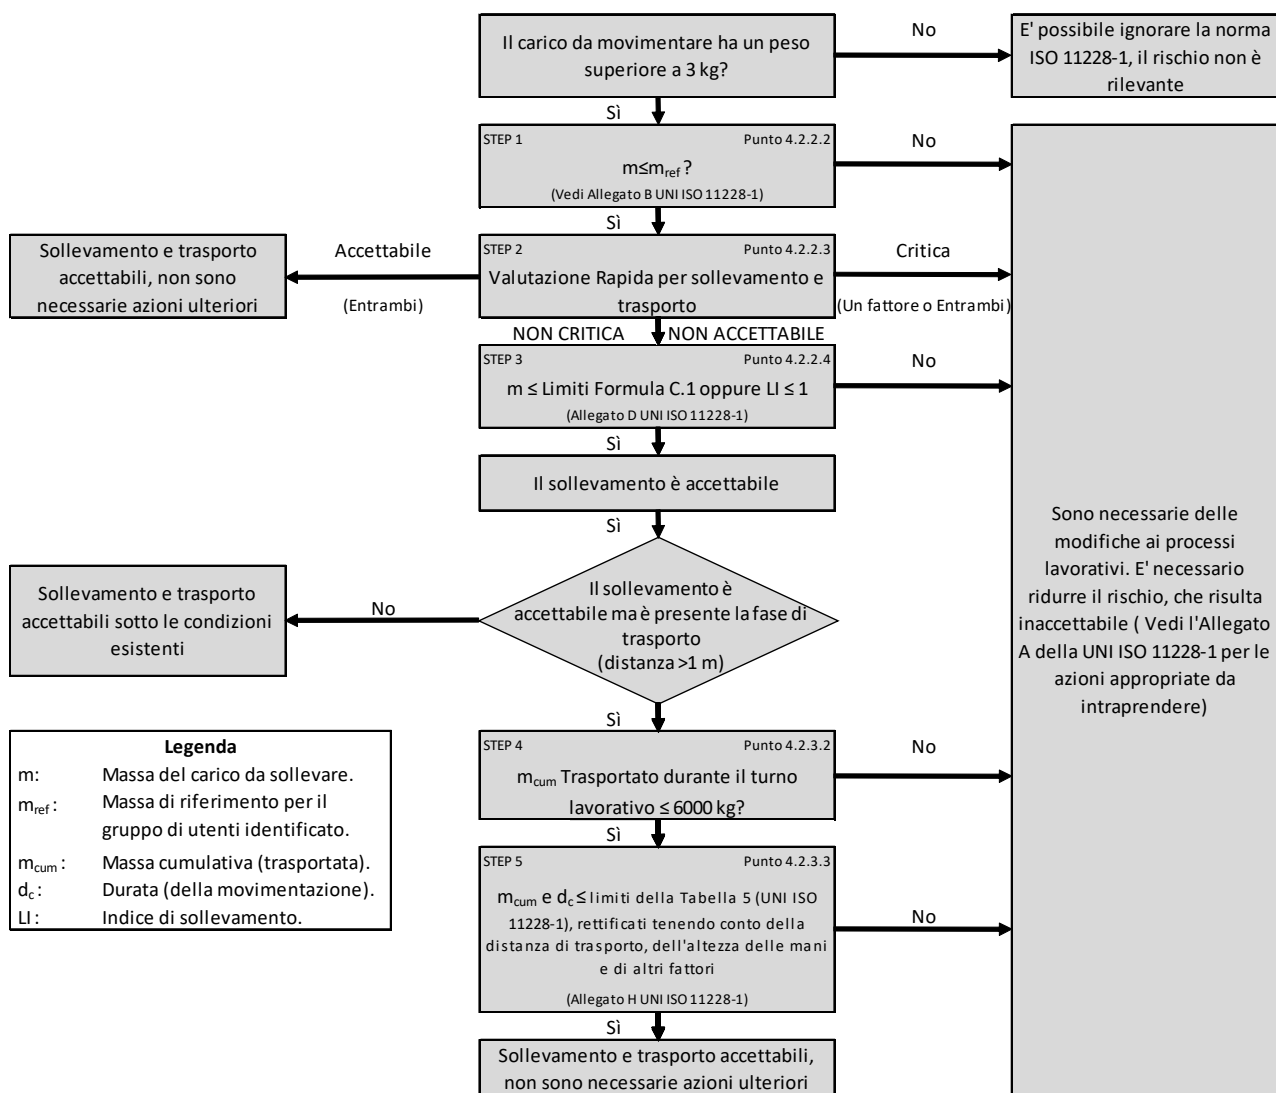 Il carico da movimentare ha un peso
superiore a 3 kg?
No
E' possibile ignorare la norma
ISO 11228-1, il rischio non è
rilevante
Sì
STEP 1 Punto 4.2.2.2
m≤mref ?
(Vedi Allegato B UNI ISO 11228-1)
No
Sì
Sollevamento e trasporto
accettabili, non sono
necessarie azioni ulteriori
Accettabile
(Entrambi)
STEP 2 Punto 4.2.2.3
Valutazione Rapida per sollevamento e
trasporto
Critica
(Un fattore o Entrambi)
NON CRITICA NON ACCETTABILE
STEP 3 Punto 4.2.2.4
m ≤ Limiti Formula C.1 oppure LI ≤ 1
(Allegato D UNI ISO 11228-1)
No
Sì
Il sollevamento è accettabile
Sì
Il sollevamento è
accettabile ma è presente la fase di
trasporto
(distanza >1 m)
No
Sollevamento e trasporto
accettabili sotto le condizioni
esistenti
Sono necessarie delle
modifiche ai processi
lavorativi. E' necessario
ridurre il rischio, che risulta
inaccettabile ( Vedi l'Allegato
A della UNI ISO 11228-1 per le
azioni appropriate da
intraprendere)
Sì
STEP 4 Punto 4.2.3.2
mcum Trasportato durante il turno
lavorativo ≤ 6000 kg?
No
Sì
STEP 5 Punto 4.2.3.3
mcum e dc ≤ limiti della Tabella 5 (UNI ISO
11228-1), rettificati tenendo conto della
distanza di trasporto, dell'altezza delle mani
e di altri fattori
(Allegato H UNI ISO 11228-1)
No
Sì
Sollevamento e trasporto accettabili,
non sono necessarie azioni ulteriori
Legenda
m: Massa del carico da sollevare.
mref : Massa di riferimento per il
gruppo di utenti identificato.
mcum : Massa cumulativa (trasportata).
dc : Durata (della movimentazione).
LI : Indice di sollevamento.